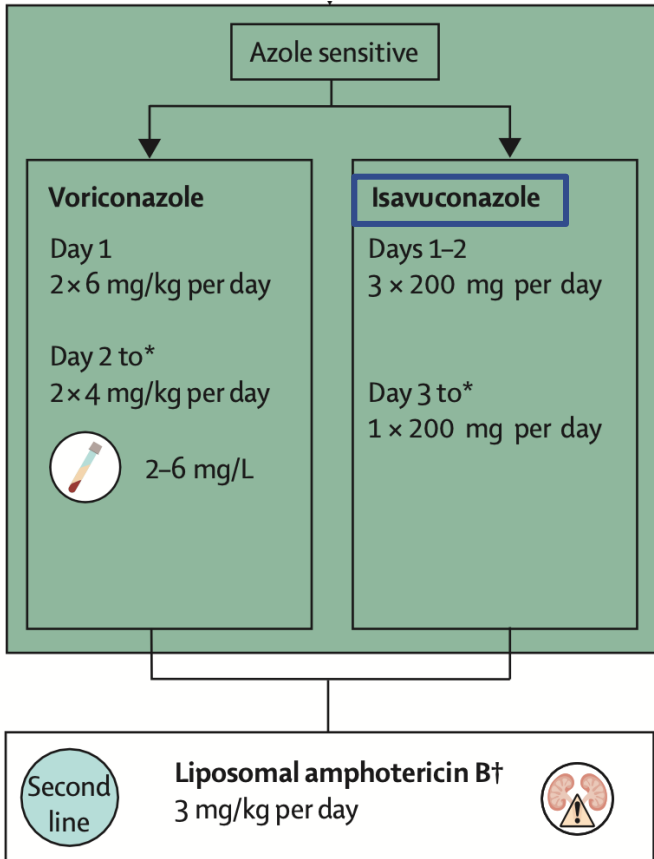 Azole sensitive
Voriconazole
Day 1
2×6 mg/kg per day
Day 2 to*
2×4 mg/kg per day
2–6 mg/L
Isavuconazole
Days 1–2
3 × 200 mg per day
Day 3 to*
1 × 200 mg per day
Second
line
Liposomal amphotericin B†
3 mg/kg per day